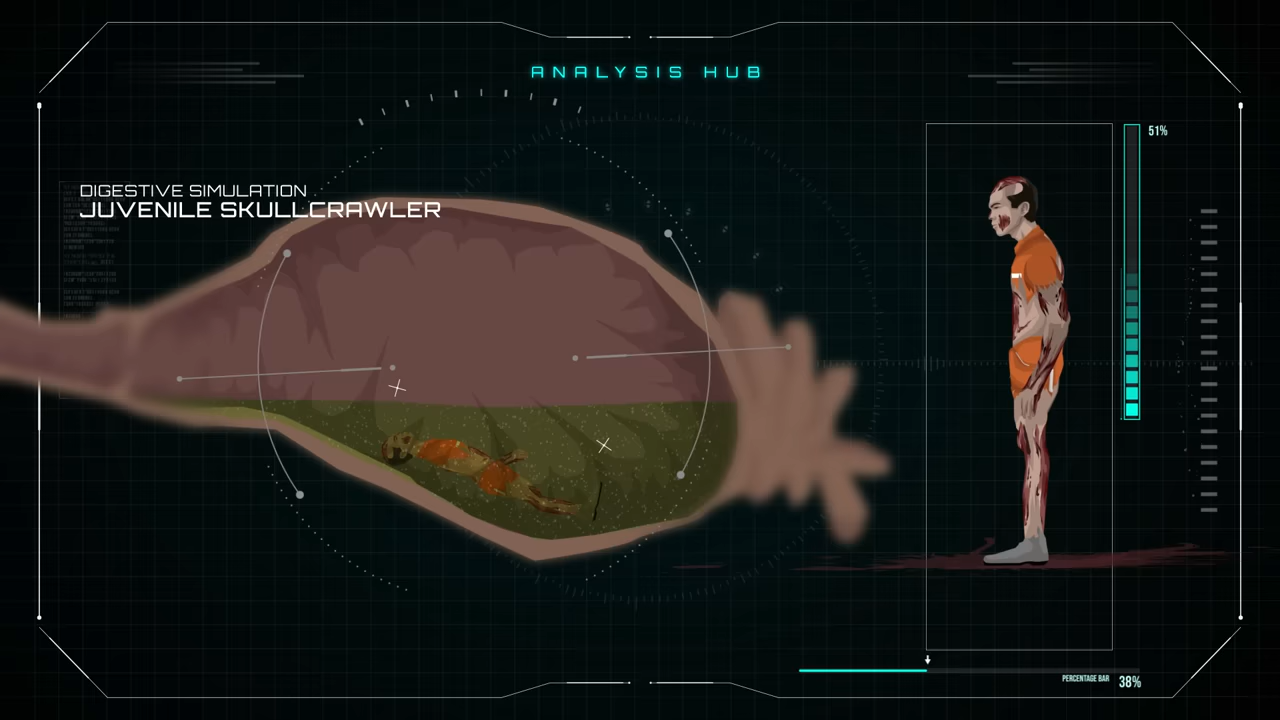 ANALYSIS HUB
51%
DIGESTIVE SIMULATION
JUVENILE SKULLCRAWLER
PERCENTAGE BAR
38%